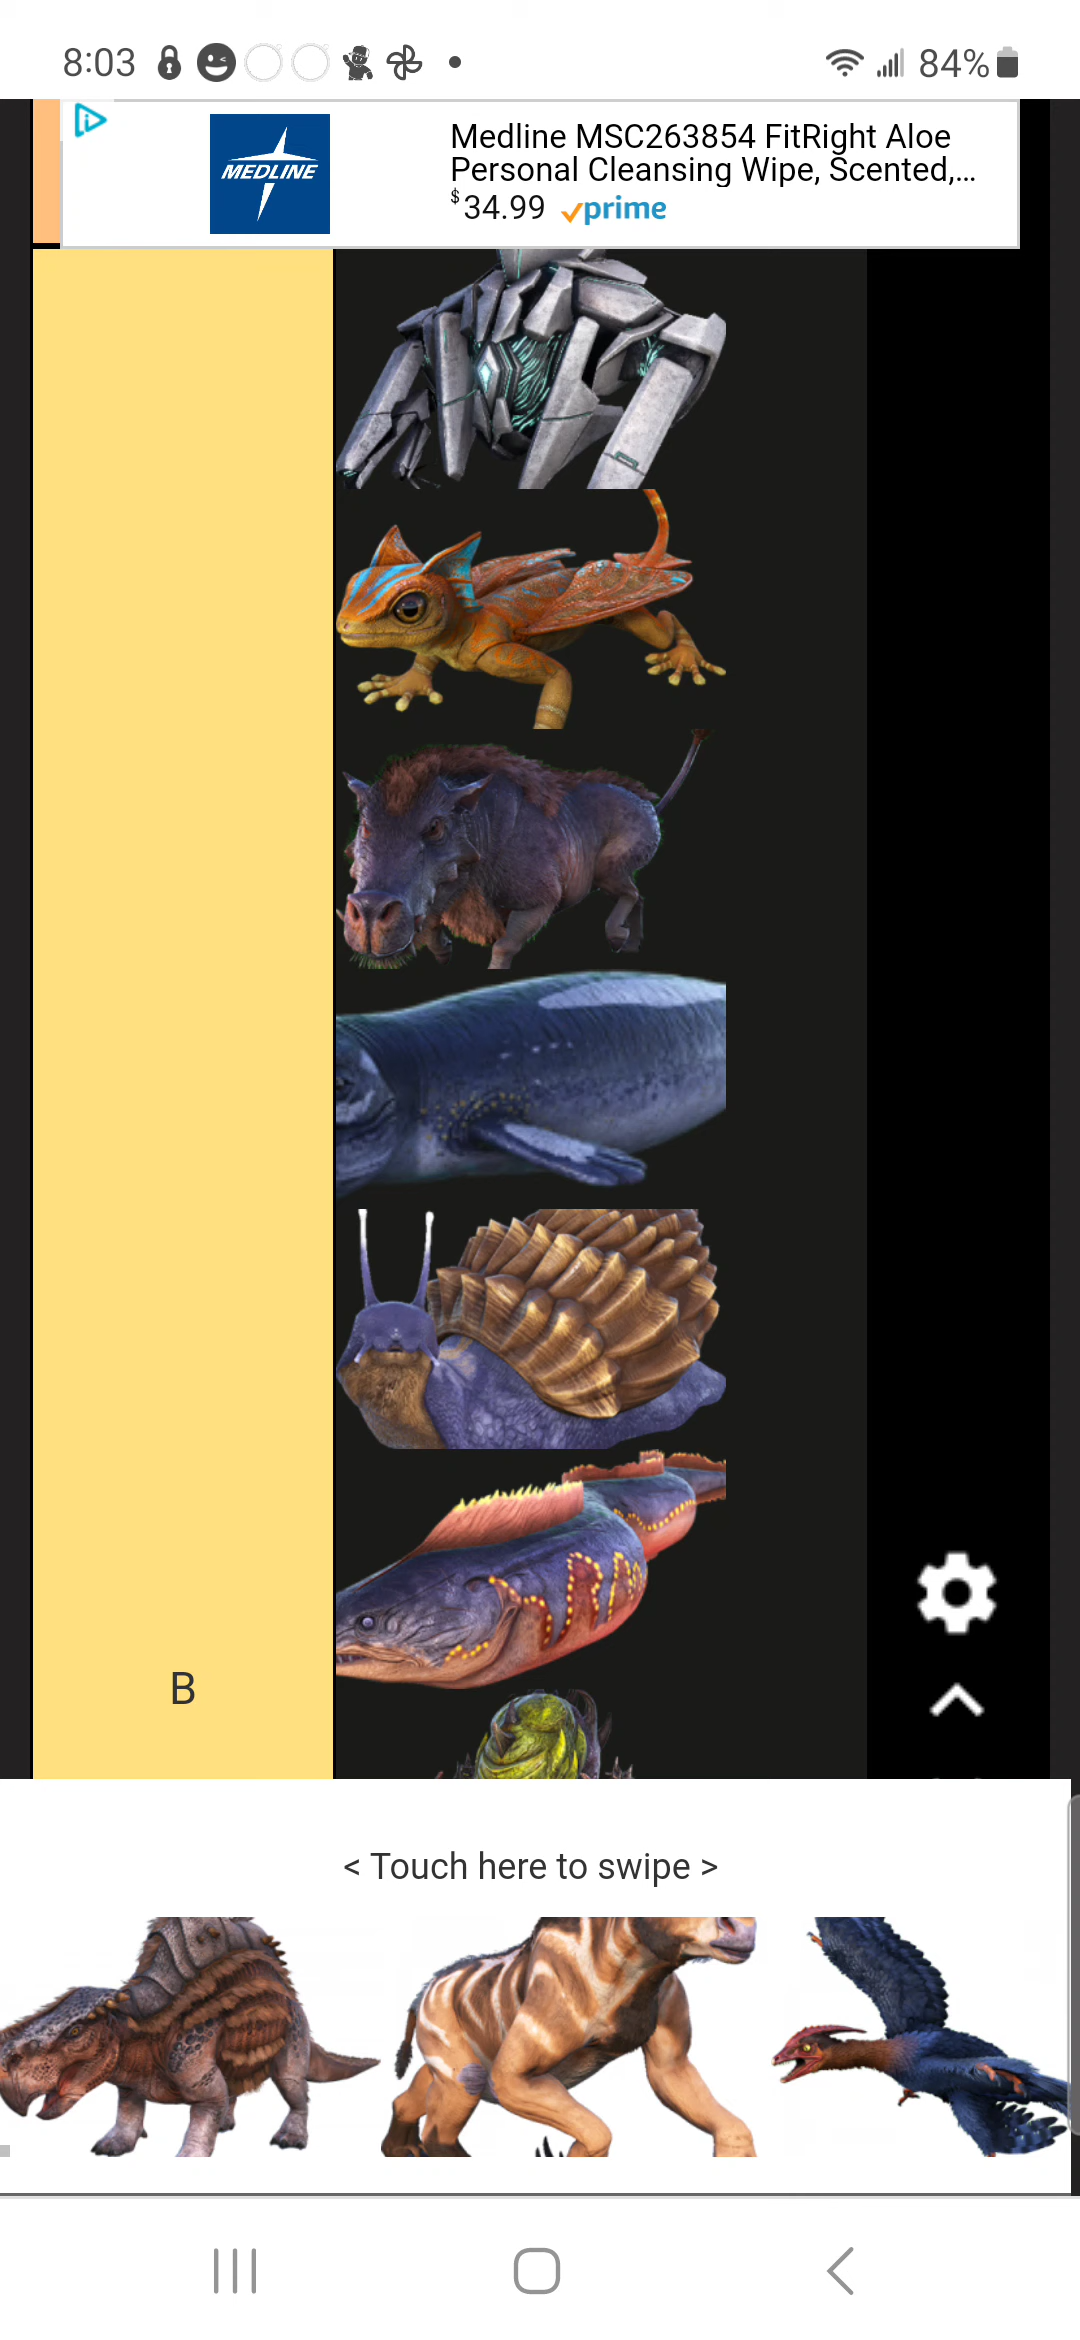 8:03
84%
MEDLINE
Medline MSC263854 FitRight Aloe
Personal Cleansing Wipe, Scented,...
$34.99 prime
B
< Touch here to swipe >